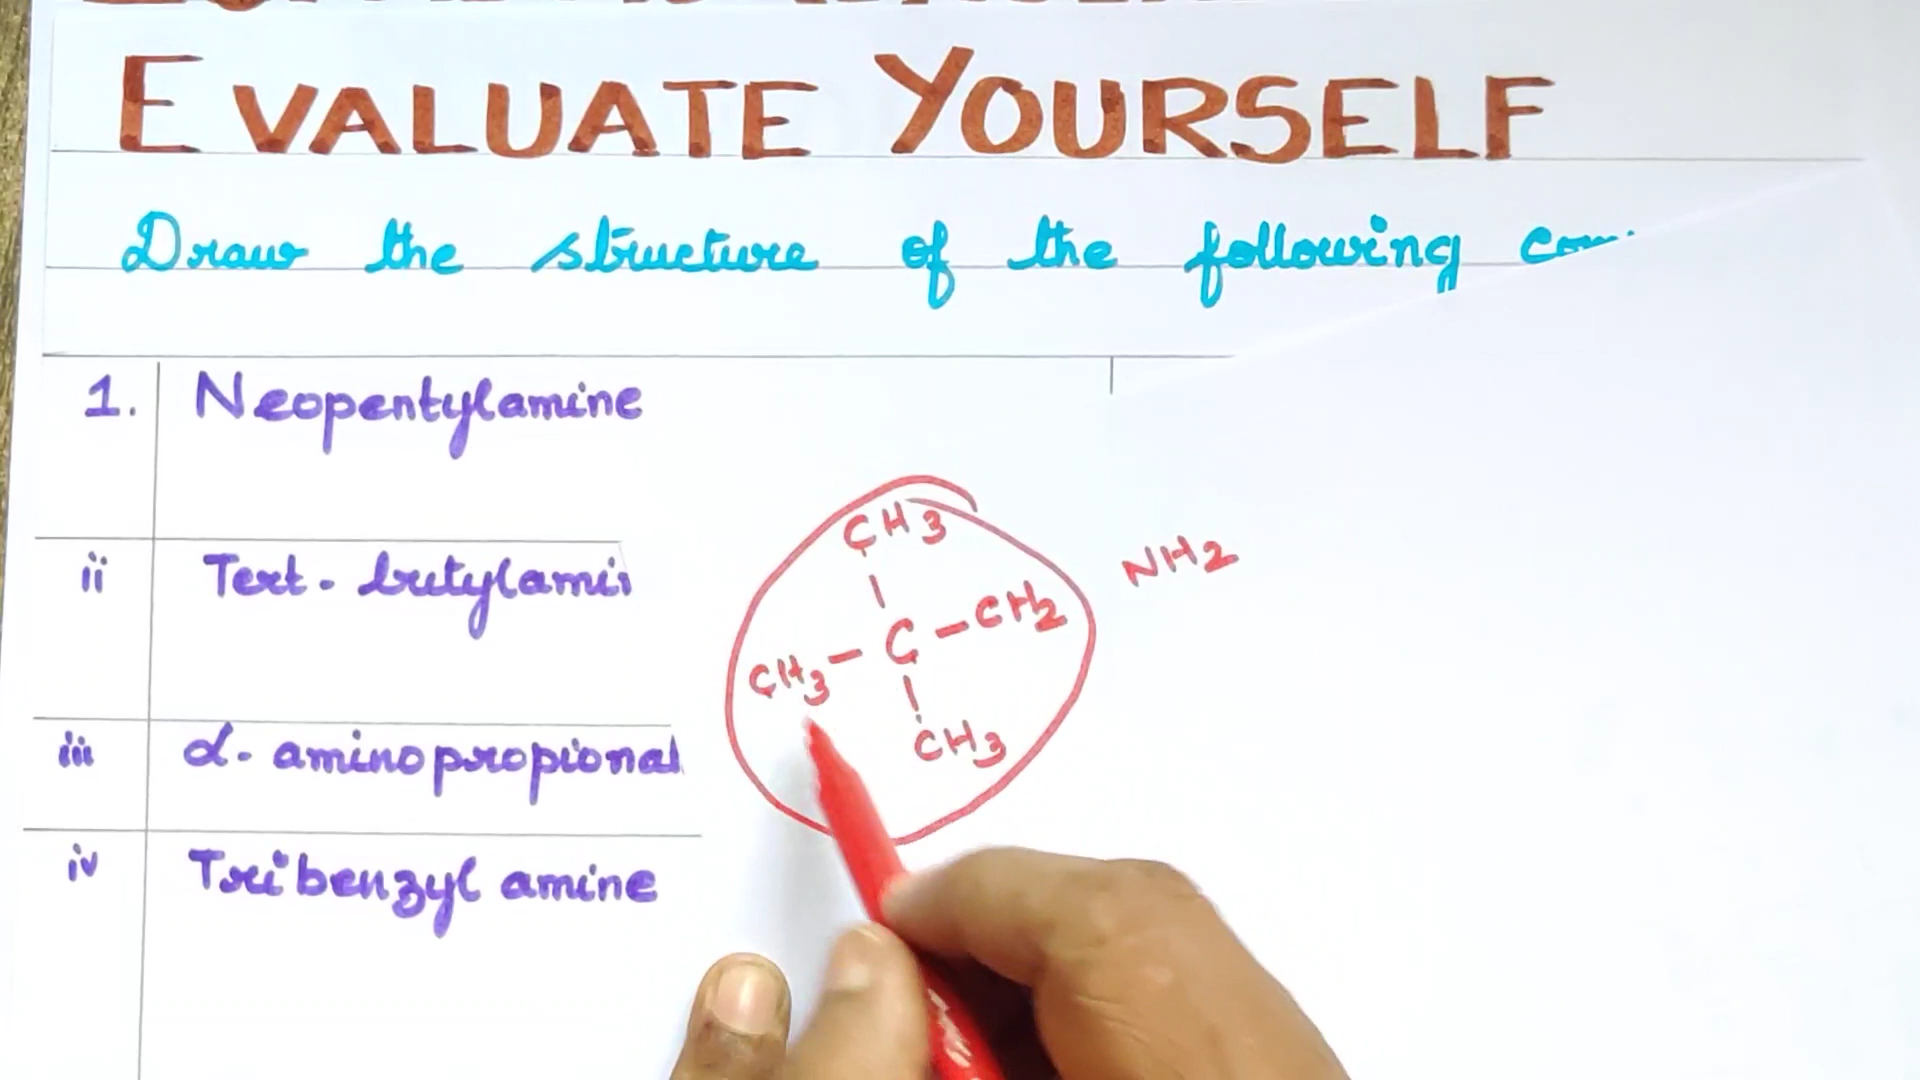 EVALUATE YOURSELF
Draw the structure of the following
1. Neopentylamine
CH3
NH2
ii Tert-butylami
C - CH2
CH3 -
iii α-aminopropional
CH3
iv Tribenzyl amine